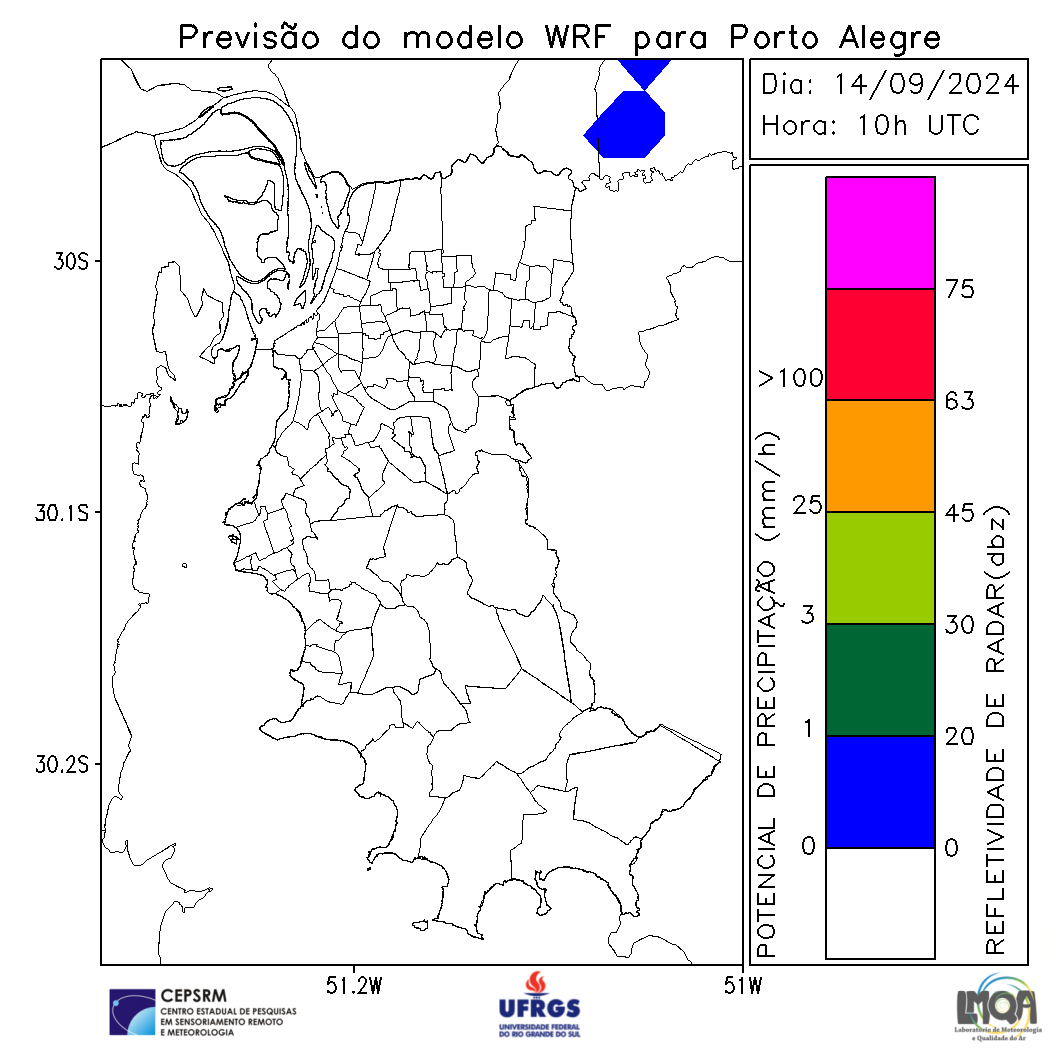 Previsão do modelo WRF para Porto Alegre
Dia: 14/09/2024
Hora: 10h UTC
30S
30.1S
30.2S
51.2W
51W
POTENCIAL DE PRECIPITAÇÃO (mm/h)
>100
25
3
1
0
75
63
45
30
20
0
REFLETIVIDADE DE RADAR(dbz)
CEPSRM
CENTRO ESTADUAL DE PESQUISAS
EM SENSORIAMENTO REMOTO
E METEOROLOGIA
UFRGS
UNIVERSIDADE FEDERAL
DO RIO GRANDE DO SUL
LMQA
Laboratório de Meteorologia
e Qualidade do Ar